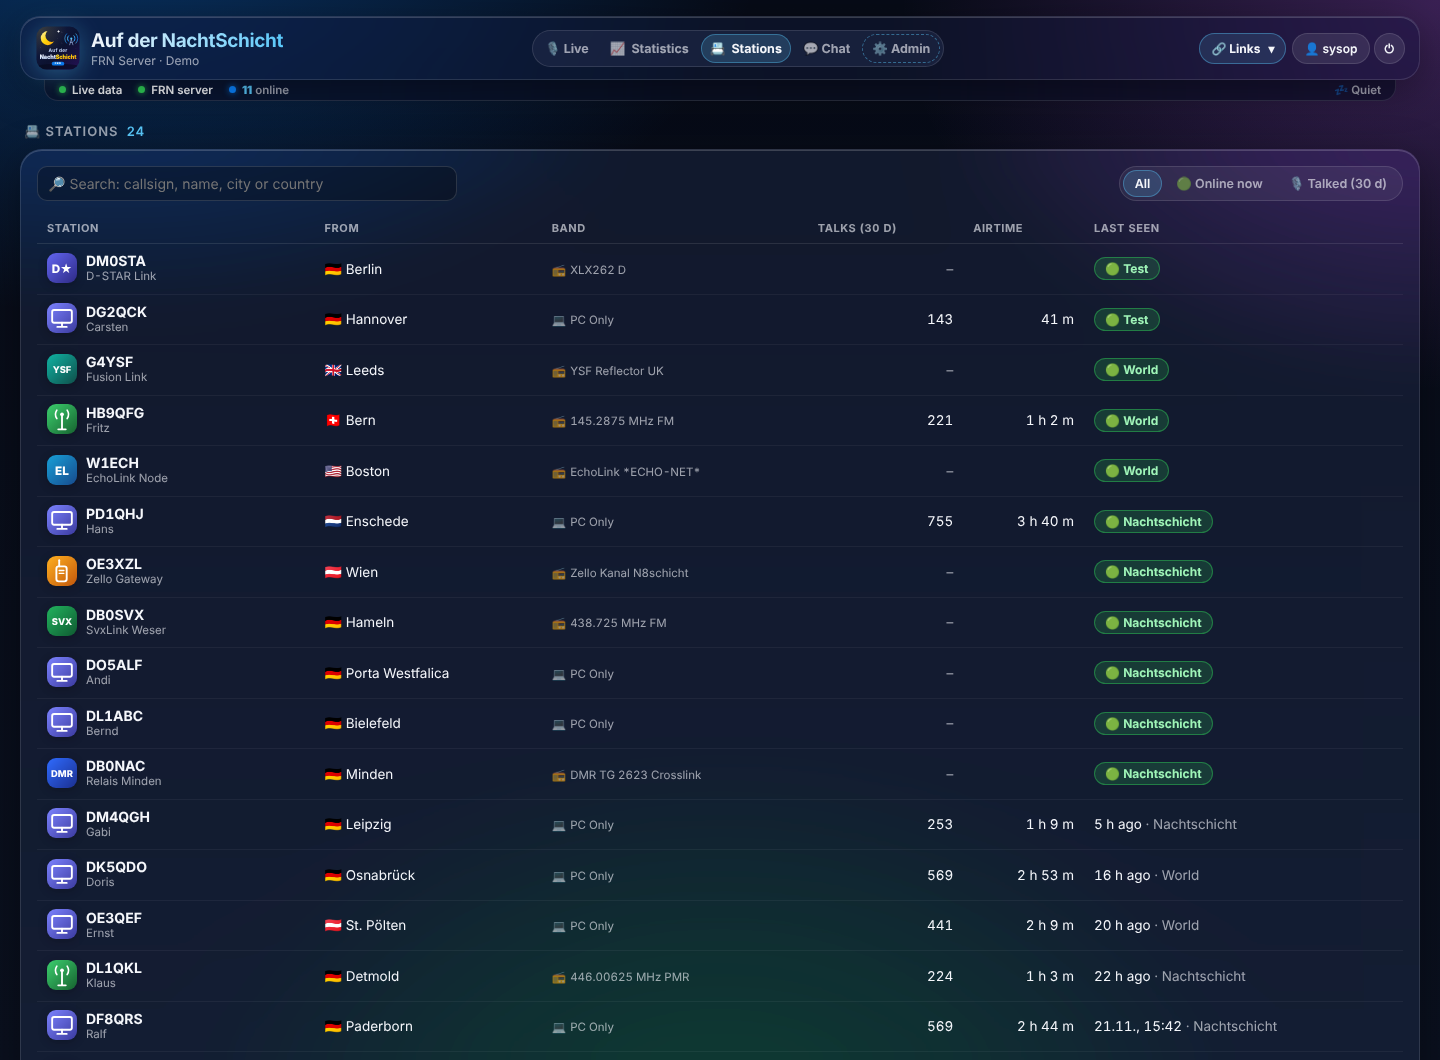 Auf der NachtSchicht
FRN Server · Demo
Live
Statistics
Stations
Chat
Admin
Links ▾
sysop
Live data
FRN server
11 online
Quiet
STATIONS 24
Search: callsign, name, city or country
All
Online now
Talked (30 d)
STATION FROM BAND TALKS (30 D) AIRTIME LAST SEEN
D★ DM0STA Berlin XLX262 D – Test
D-STAR Link
DG2QCK Hannover PC Only 143 41 m Test
Carsten
YSF G4YSF Leeds YSF Reflector UK – World
Fusion Link
HB9QFG Bern 145.2875 MHz FM 221 1 h 2 m World
Fritz
EL W1ECH Boston EchoLink *ECHO-NET* – World
EchoLink Node
PD1QHJ Enschede PC Only 755 3 h 40 m Nachtschicht
Hans
OE3XZL Wien Zello Kanal N8schicht – Nachtschicht
Zello Gateway
SVX DB0SVX Hameln 438.725 MHz FM – Nachtschicht
SvxLink Weser
DO5ALF Porta Westfalica PC Only – Nachtschicht
Andi
DL1ABC Bielefeld PC Only – Nachtschicht
Bernd
DMR DB0NAC Minden DMR TG 2623 Crosslink – Nachtschicht
Relais Minden
DM4QGH Leipzig PC Only 253 1 h 9 m 5 h ago · Nachtschicht
Gabi
DK5QDO Osnabrück PC Only 569 2 h 53 m 16 h ago · World
Doris
OE3QEF St. Pölten PC Only 441 2 h 9 m 20 h ago · World
Ernst
DL1QKL Detmold 446.00625 MHz PMR 224 1 h 3 m 22 h ago · Nachtschicht
Klaus
DF8QRS Paderborn PC Only 569 2 h 44 m 21.11., 15:42 · Nachtschicht
Ralf